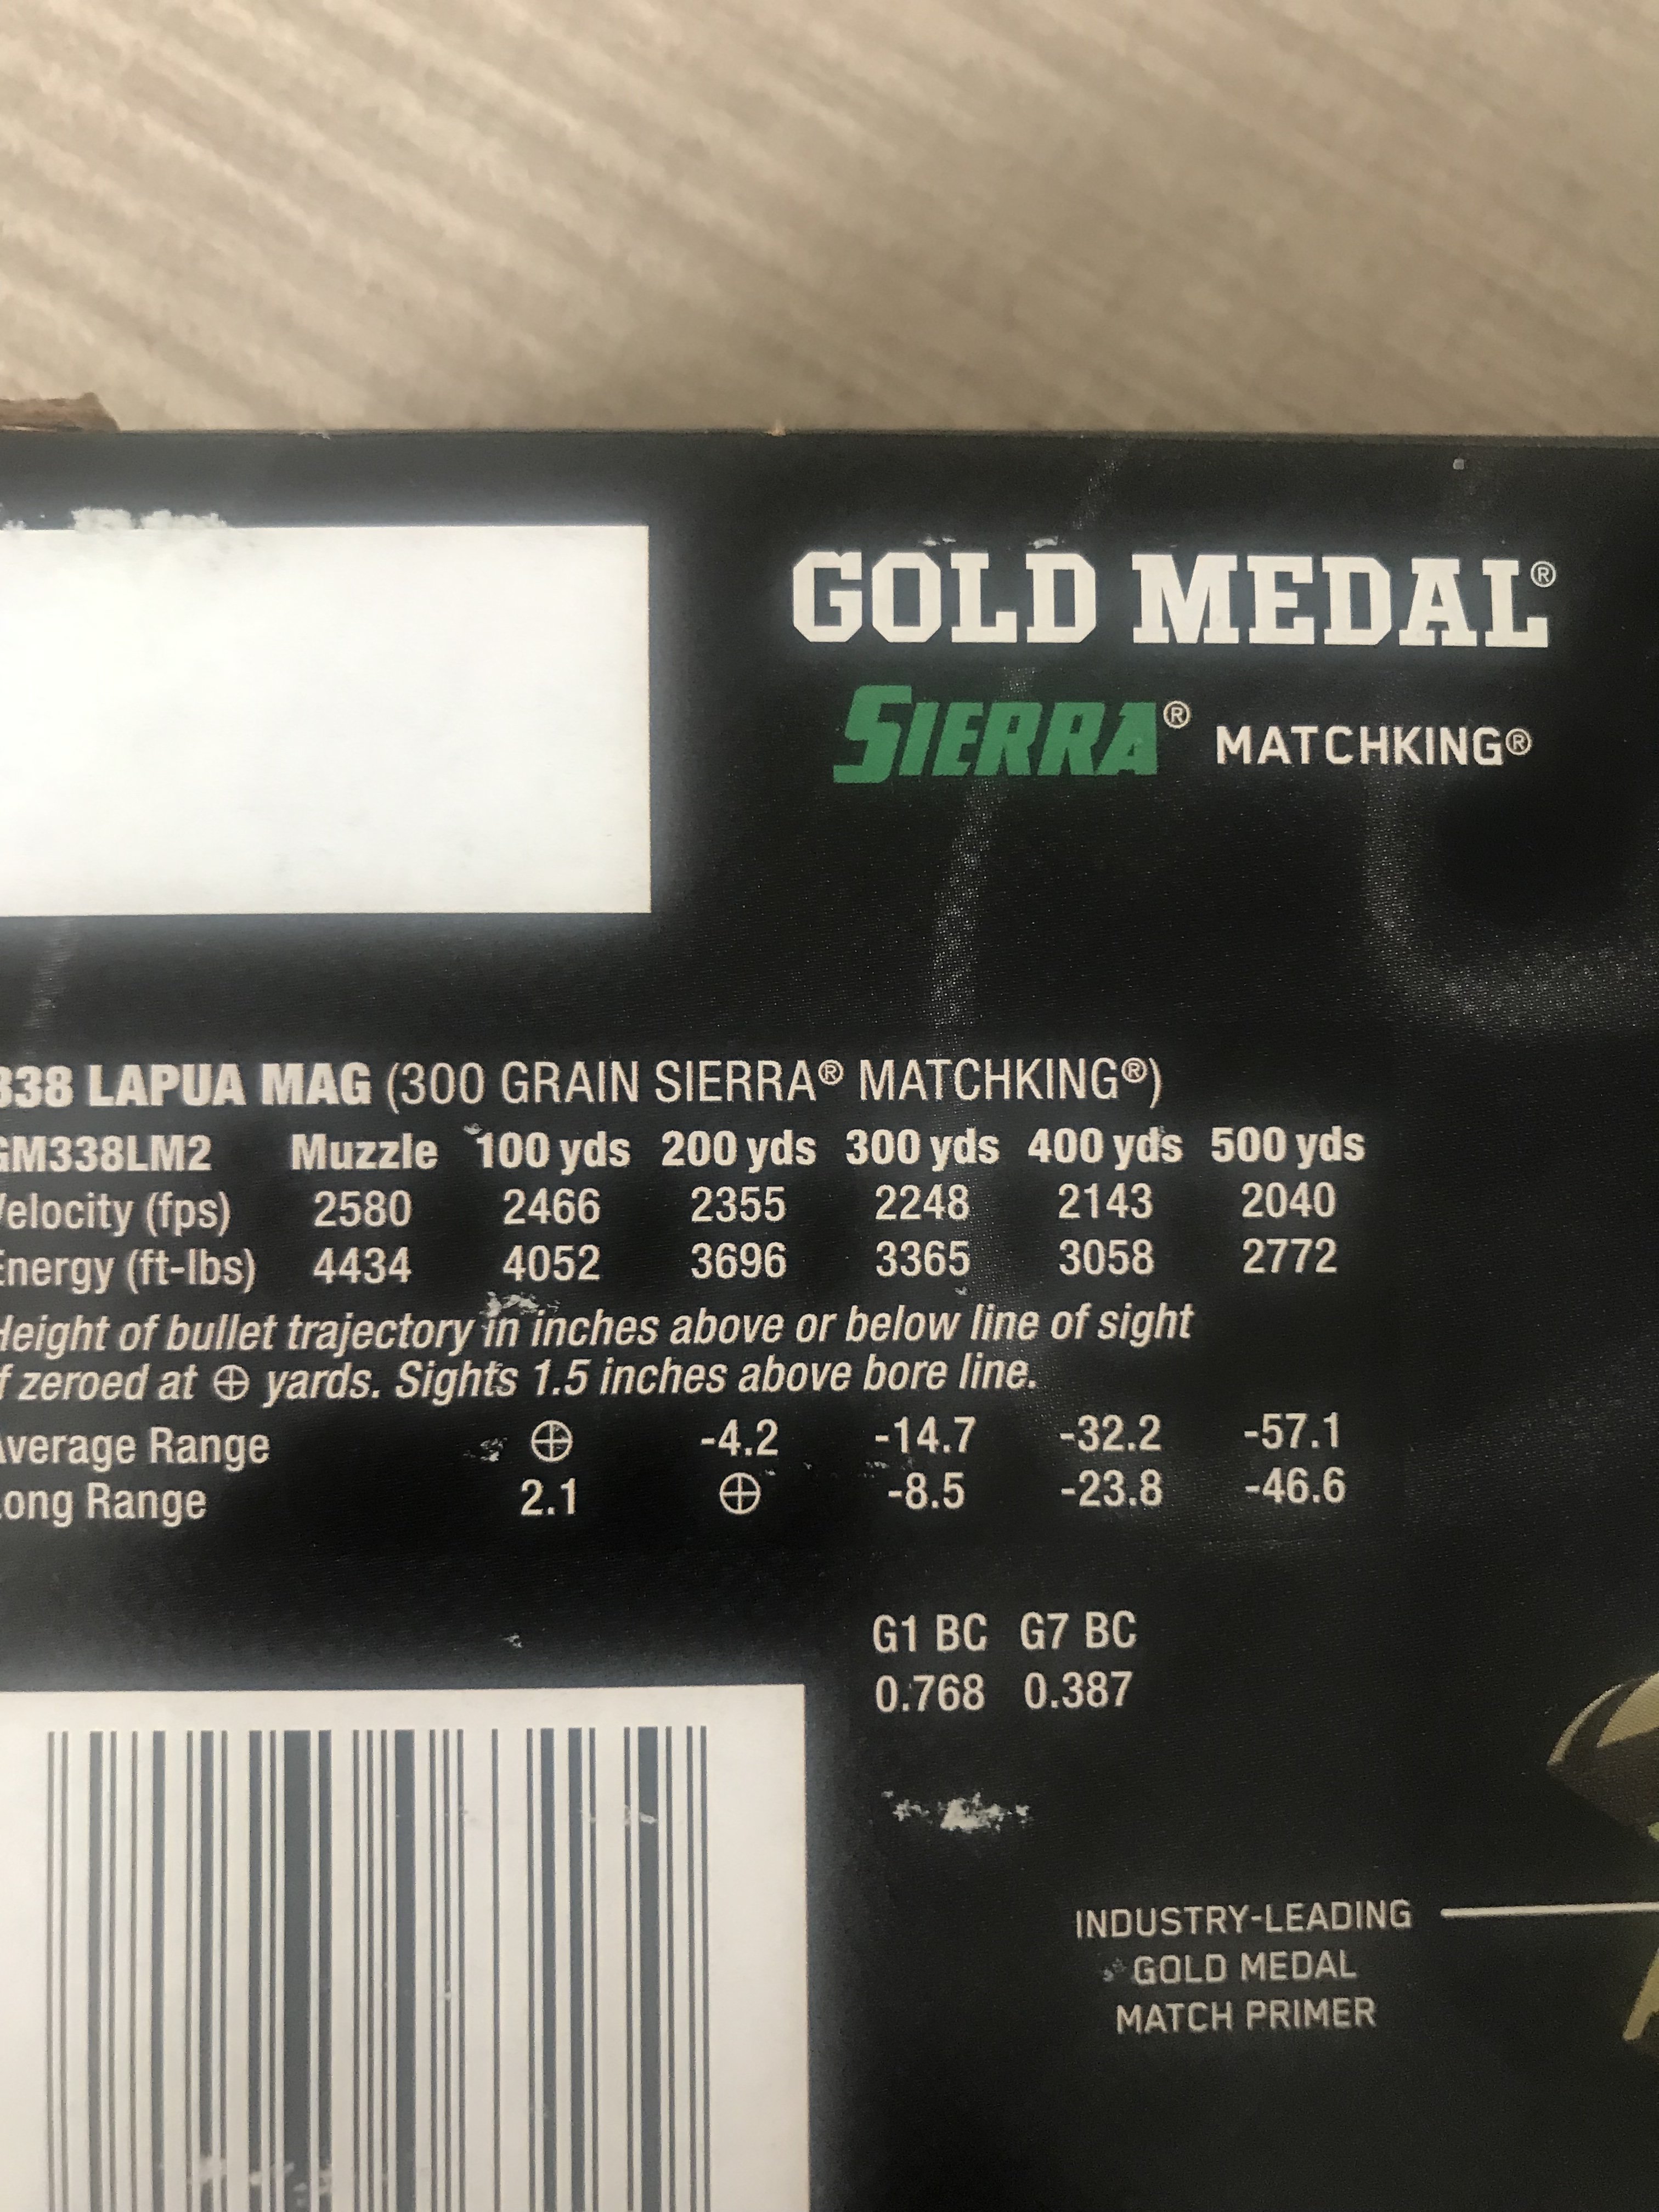 GOLD MEDAL®
SIERRA® MATCHKING®
338 LAPUA MAG (300 GRAIN SIERRA® MATCHKING®)
GM338LM2 Muzzle 100 yds 200 yds 300 yds 400 yds 500 yds
Velocity (fps) 2580 2466 2355 2248 2143 2040
Energy (ft-lbs) 4434 4052 3696 3365 3058 2772
Height of bullet trajectory in inches above or below line of sight
if zeroed at ⊕ yards. Sights 1.5 inches above bore line.
Average Range ⊕ -4.2 -14.7 -32.2 -57.1
Long Range 2.1 ⊕ -8.5 -23.8 -46.6
G1 BC G7 BC
0.768 0.387
INDUSTRY-LEADING
GOLD MEDAL
MATCH PRIMER